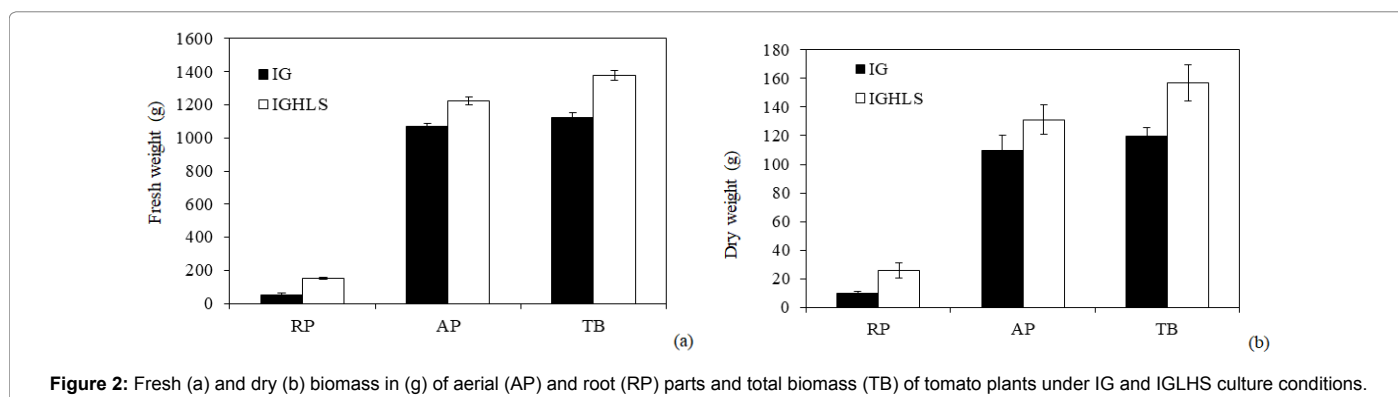 1600
1400
1200
1000
800
600
400
200
0
Fresh weight (g)
IG
IGHLS
RP AP TB
(a)
180
160
140
120
100
80
60
40
20
0
Dry weight (g)
IG
IGHLS
RP AP TB
(b)
Figure 2: Fresh (a) and dry (b) biomass in (g) of aerial (AP) and root (RP) parts and total biomass (TB) of tomato plants under IG and IGLHS culture conditions.